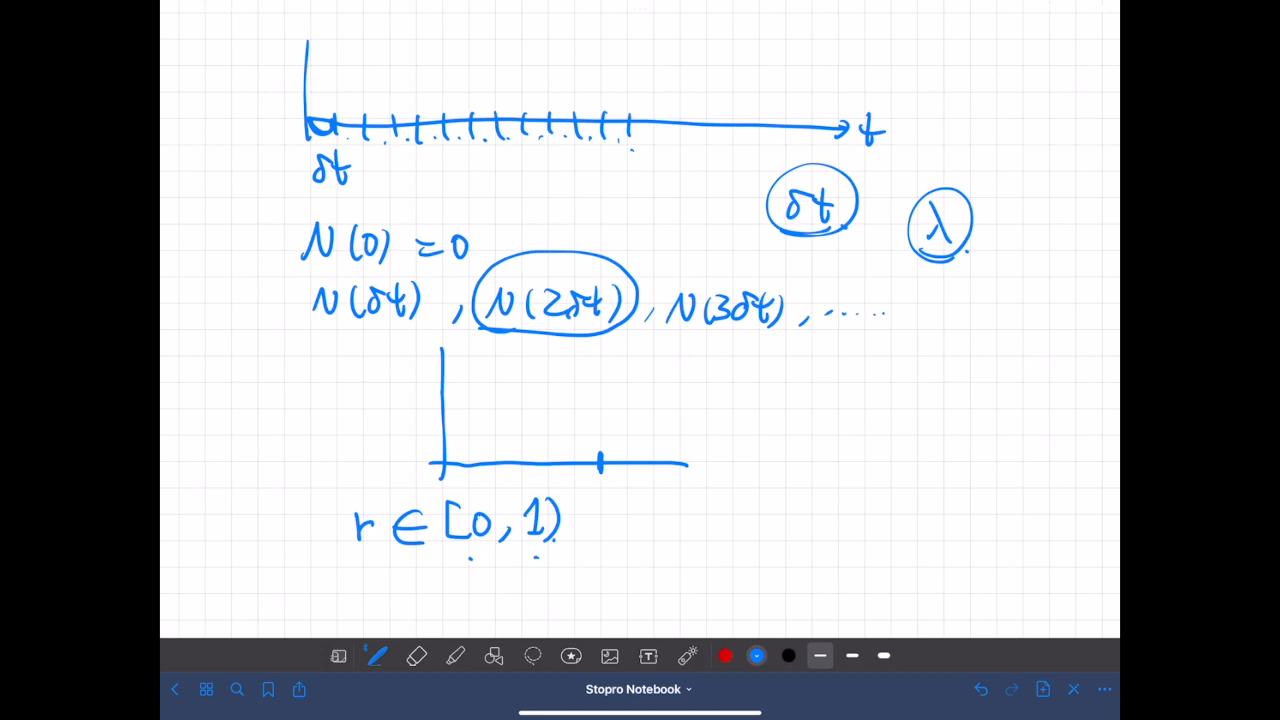 t
δt
δt
λ
N(0) = 0
N(δt) , N(2δt) , N(3δt) , ......
r ∈ [0, 1)
Stopro Notebook